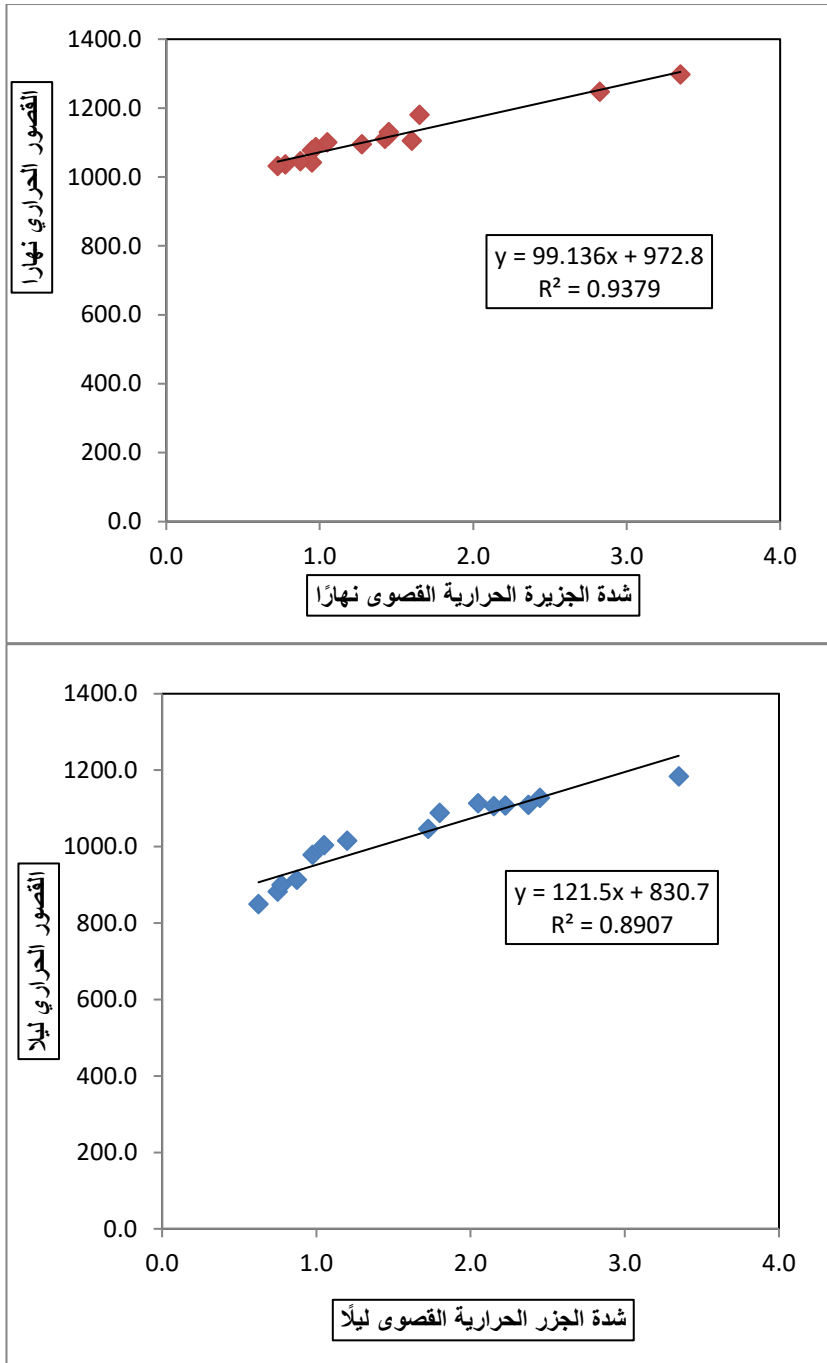 1400.0
1200.0
1000.0
800.0
600.0
400.0
200.0
0.0
القصور الحراري نهارا
y = 99.136x + 972.8
R² = 0.9379
0.0 1.0 2.0 3.0 4.0
شدة الجزيرة الحرارية القصوى نهارًا
1400.0
1200.0
1000.0
800.0
600.0
400.0
200.0
0.0
القصور الحراري ليلا
y = 121.5x + 830.7
R² = 0.8907
0.0 1.0 2.0 3.0 4.0
شدة الجزر الحرارية القصوى ليلًا